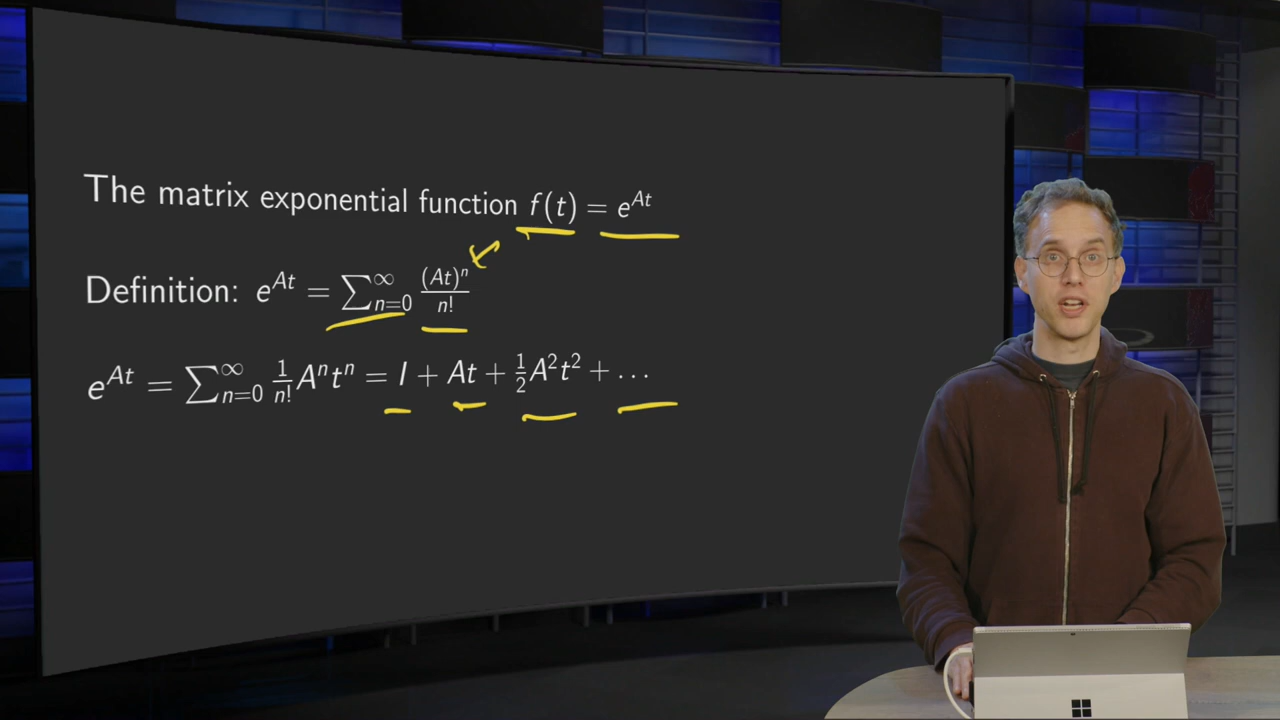 The matrix exponential function f(t) = e^{At}
Definition: e^{At} = ∑_{n=0}^{∞} (At)^n / n!
e^{At} = ∑_{n=0}^{∞} 1/n! A^n t^n = I + At + 1/2 A^2 t^2 + …